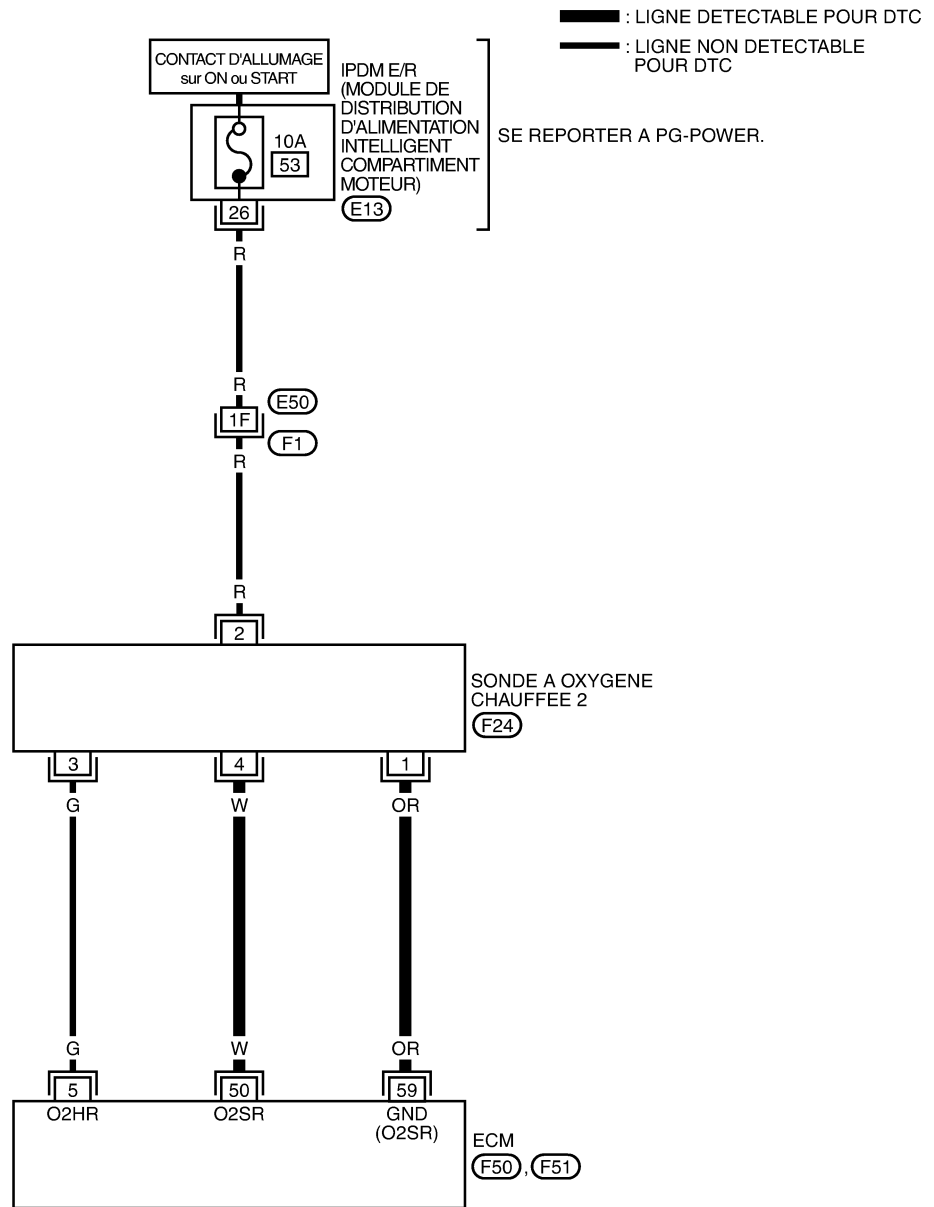 : LIGNE DETECTABLE POUR DTC
: LIGNE NON DETECTABLE
POUR DTC
CONTACT D'ALLUMAGE
sur ON ou START
IPDM E/R
(MODULE DE
DISTRIBUTION
D'ALIMENTATION
INTELLIGENT
COMPARTIMENT
MOTEUR)
E13
SE REPORTER A PG-POWER.
10A
53
26
R
R
E50
1F
F1
R
R
2
SONDE A OXYGENE
CHAUFFEE 2
F24
3 4 1
G W OR
G W OR
5 50 59
O2HR O2SR GND
(O2SR)
ECM
F50 , F51